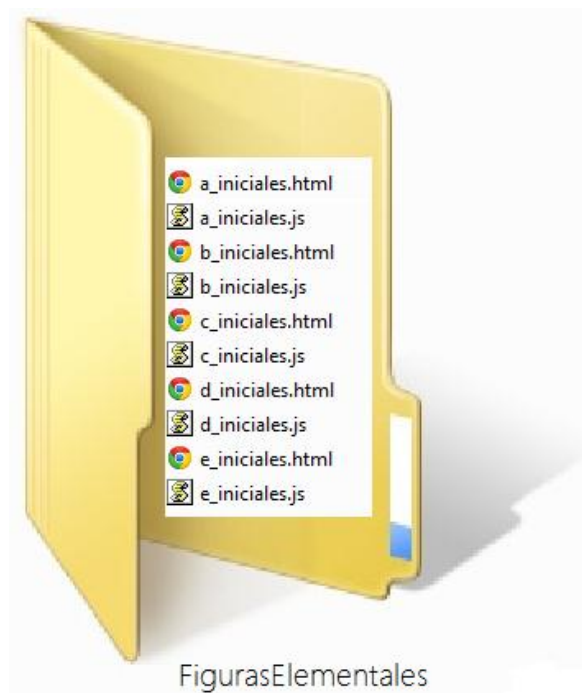 a_iniciales.html
a_iniciales.js
b_iniciales.html
b_iniciales.js
c_iniciales.html
c_iniciales.js
d_iniciales.html
d_iniciales.js
e_iniciales.html
e_iniciales.js
FigurasElementales